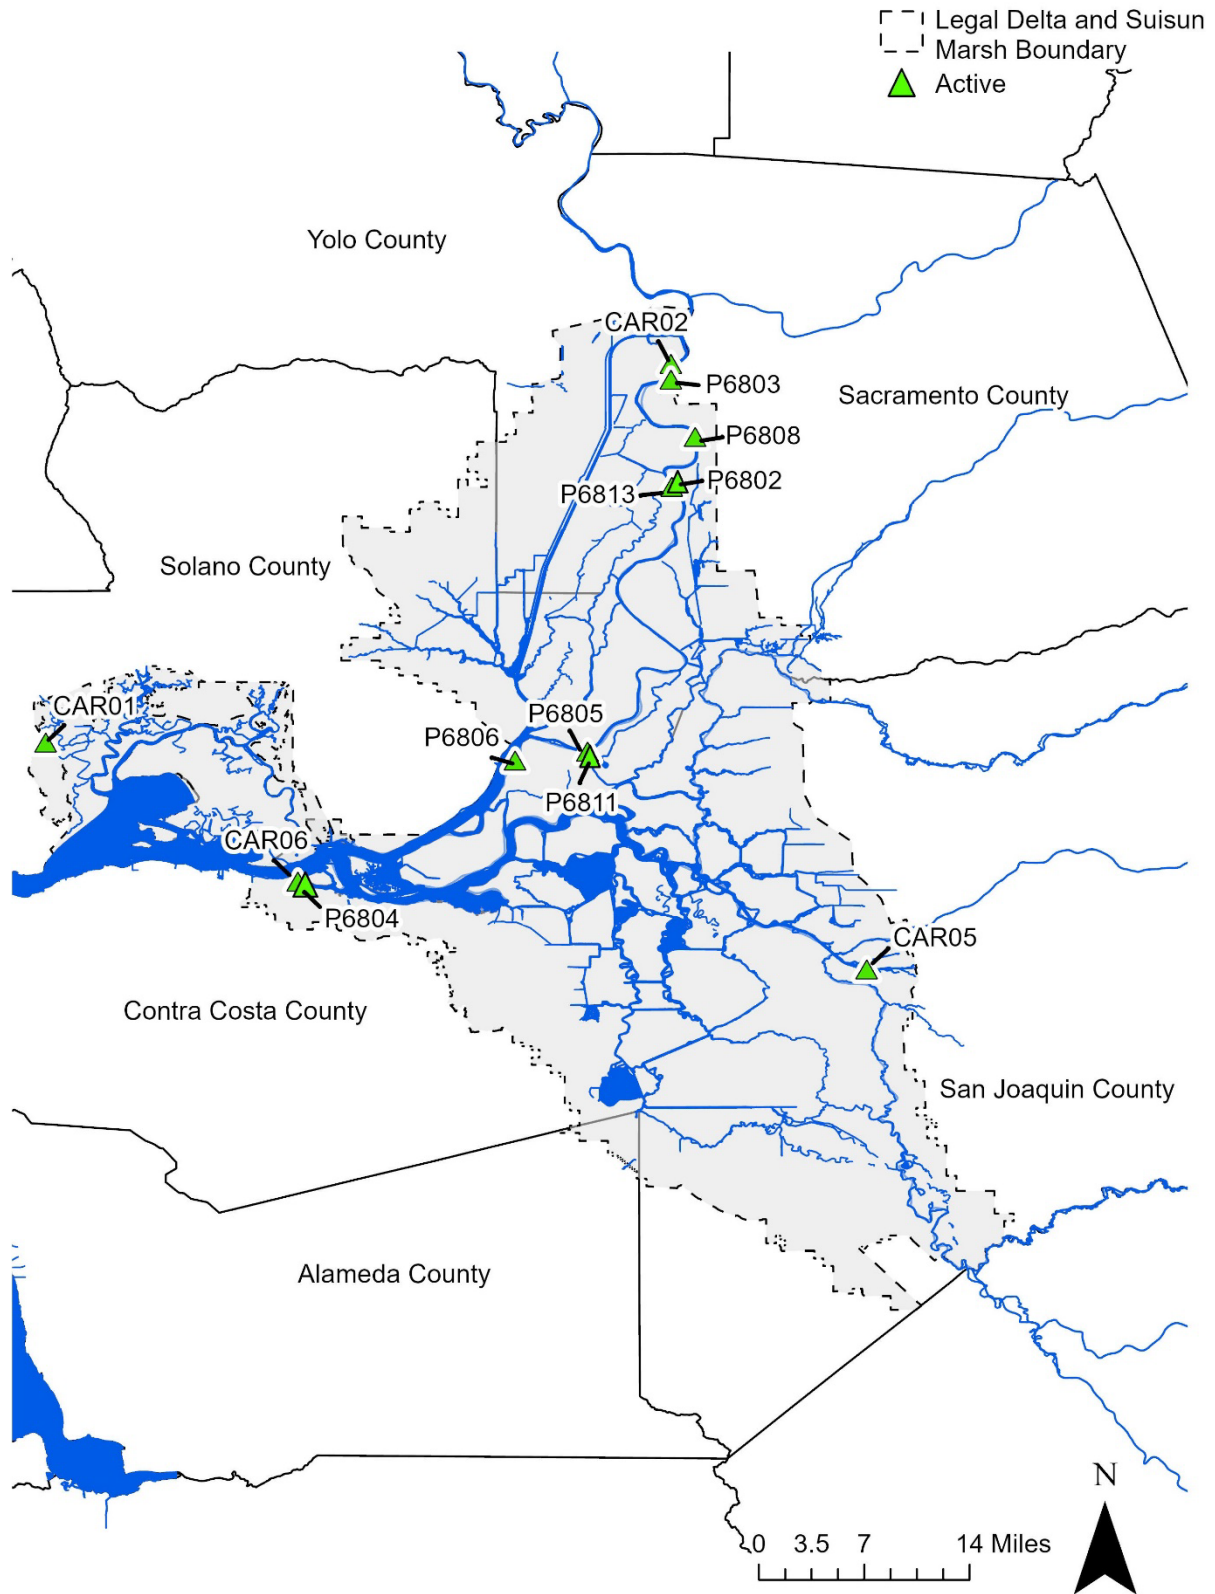 Legal Delta and Suisun
Marsh Boundary
Active
Yolo County
CAR02
P6803
Sacramento County
P6808
P6802
P6813
Solano County
CAR01
P6805
P6806
P6811
CAR06
P6804
CAR05
Contra Costa County
San Joaquin County
Alameda County
N
0 3.5 7 14 Miles